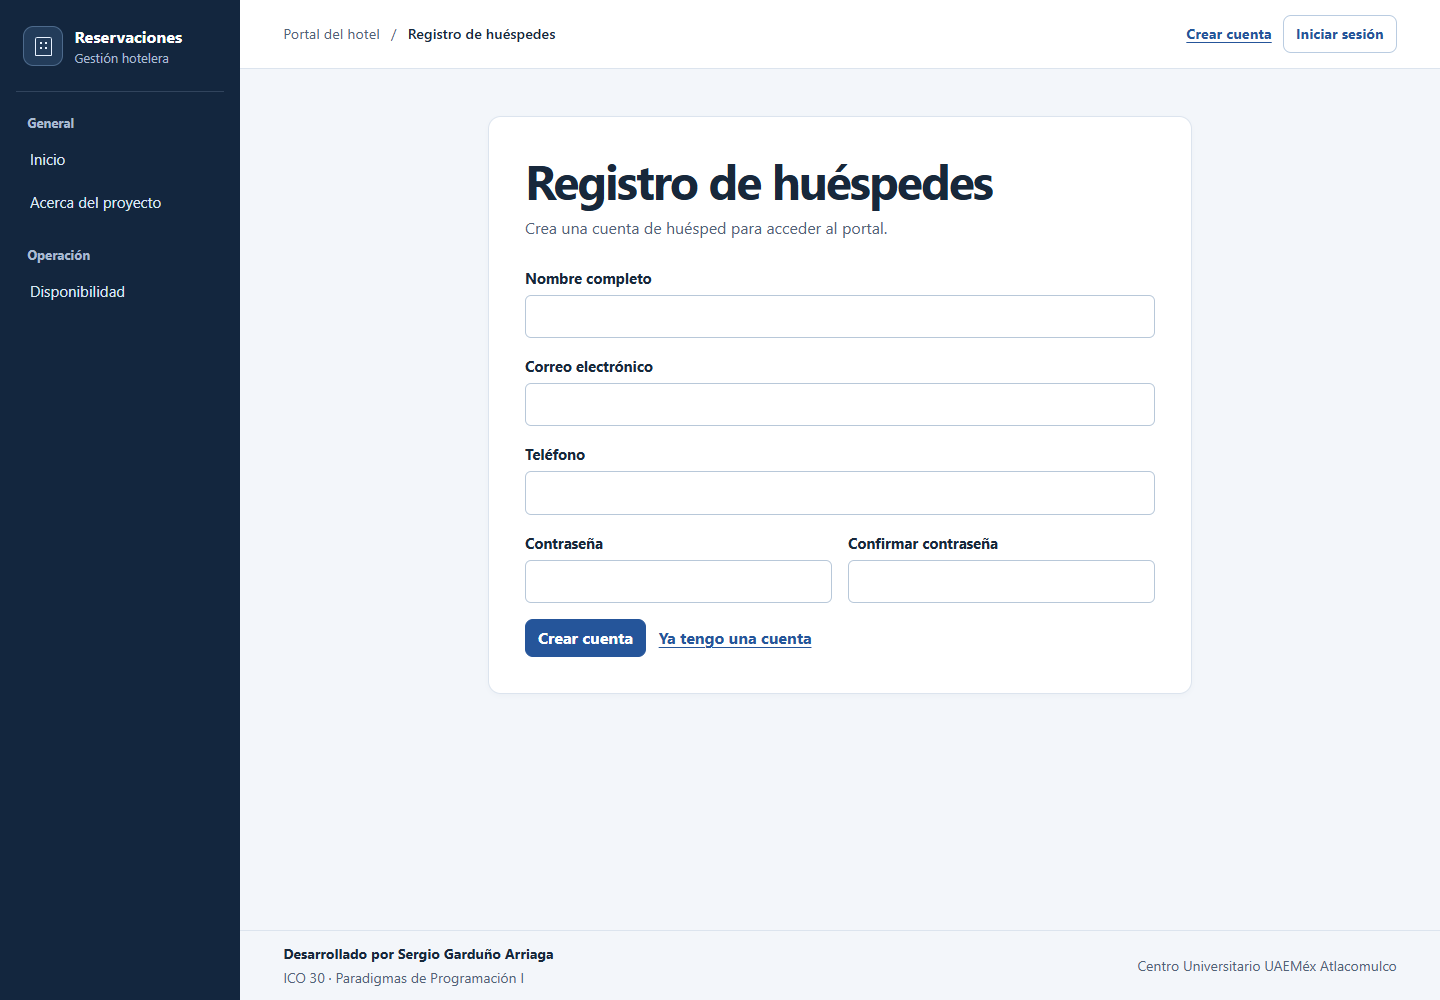 Reservaciones
Gestión hotelera
General
Inicio
Acerca del proyecto
Operación
Disponibilidad
Portal del hotel / Registro de huéspedes
Crear cuenta
Iniciar sesión
Registro de huéspedes
Crea una cuenta de huésped para acceder al portal.
Nombre completo
Correo electrónico
Teléfono
Contraseña
Confirmar contraseña
Crear cuenta
Ya tengo una cuenta
Desarrollado por Sergio Garduño Arriaga
ICO 30 · Paradigmas de Programación I
Centro Universitario UAEMéx Atlacomulco